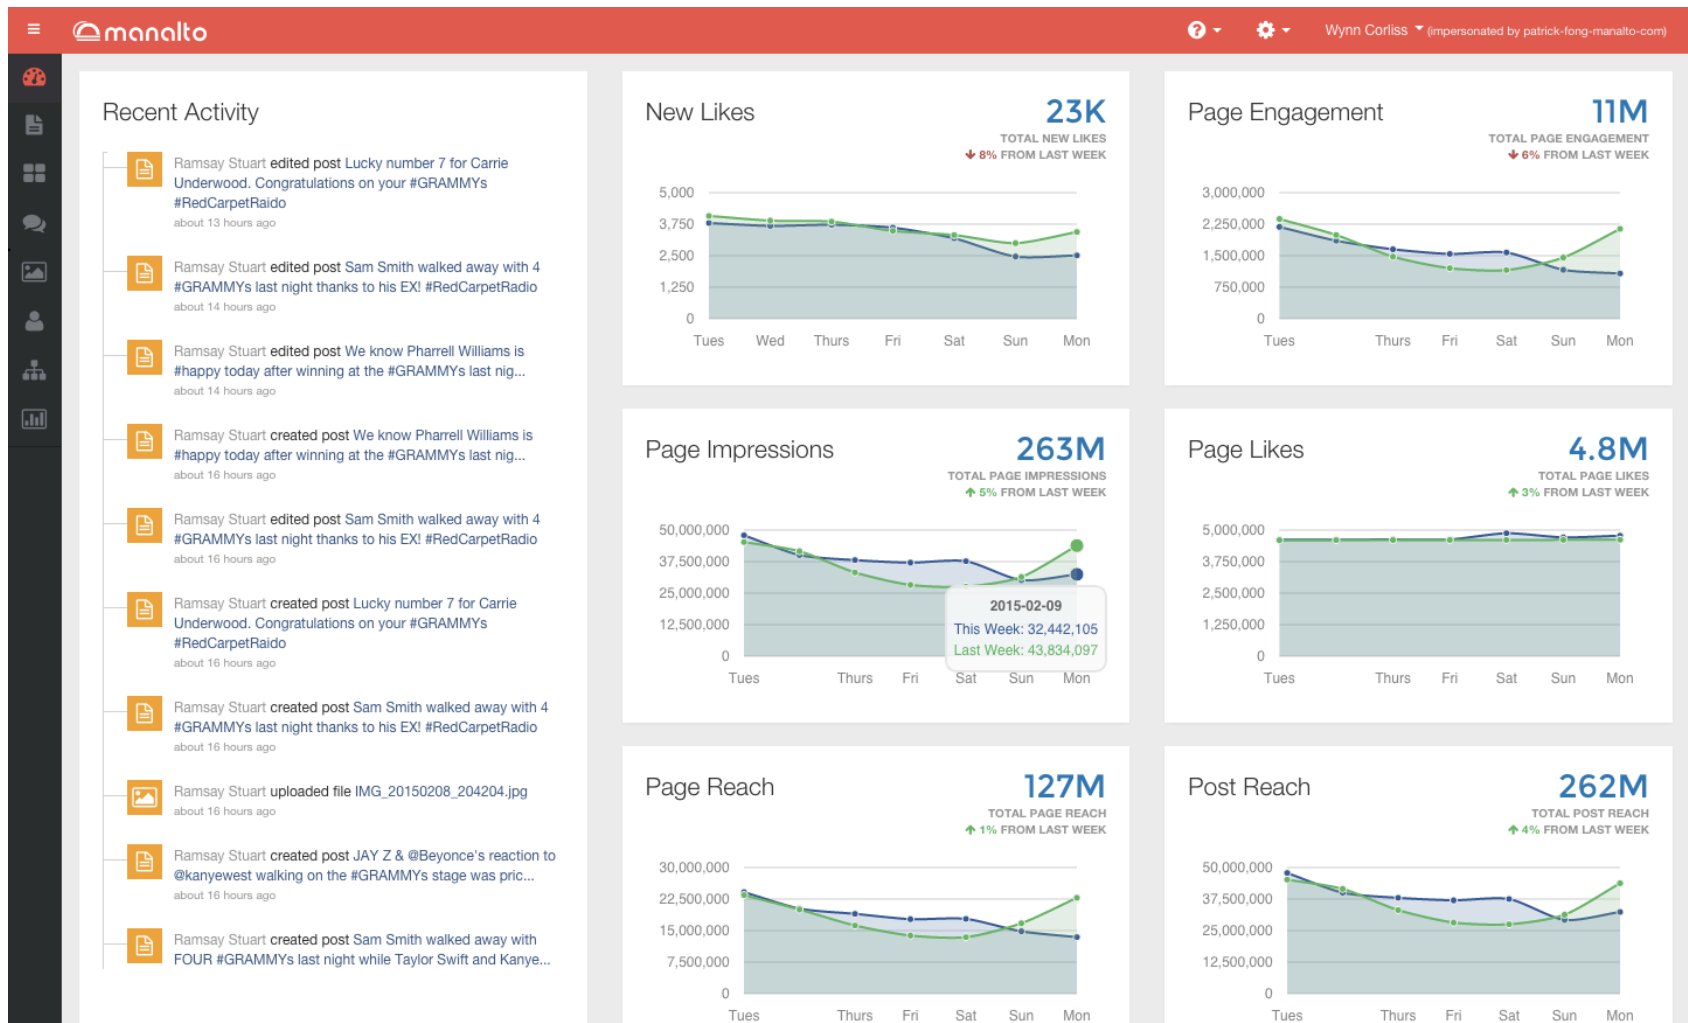 manalto
Wynn Corliss (impersonated by patrick-fong-manalto-com)
Recent Activity
Ramsay Stuart edited post Lucky number 7 for Carrie
Underwood. Congratulations on your #GRAMMYs
#RedCarpetRaido
about 13 hours ago
Ramsay Stuart edited post Sam Smith walked away with 4
#GRAMMYs last night thanks to his EX! #RedCarpetRadio
about 14 hours ago
Ramsay Stuart edited post We know Pharrell Williams is
#happy today after winning at the #GRAMMYs last nig...
about 14 hours ago
Ramsay Stuart created post We know Pharrell Williams is
#happy today after winning at the #GRAMMYs last nig...
about 16 hours ago
Ramsay Stuart edited post Sam Smith walked away with 4
#GRAMMYs last night thanks to his EX! #RedCarpetRadio
about 16 hours ago
Ramsay Stuart created post Lucky number 7 for Carrie
Underwood. Congratulations on your #GRAMMYs
#RedCarpetRaido
about 16 hours ago
Ramsay Stuart created post Sam Smith walked away with 4
#GRAMMYs last night thanks to his EX! #RedCarpetRadio
about 16 hours ago
Ramsay Stuart uploaded file IMG_20150208_204204.jpg
about 16 hours ago
Ramsay Stuart created post JAY Z & @Beyonce's reaction to
@kanyewest walking on the #GRAMMYs stage was pric...
about 16 hours ago
Ramsay Stuart created post Sam Smith walked away with
FOUR #GRAMMYs last night while Taylor Swift and Kanye...
New Likes
23K
TOTAL NEW LIKES
8% FROM LAST WEEK
5,000
3,750
2,500
1,250
0
Tues Wed Thurs Fri Sat Sun Mon
Page Engagement
11M
TOTAL PAGE ENGAGEMENT
6% FROM LAST WEEK
3,000,000
2,250,000
1,500,000
750,000
0
Tues Thurs Fri Sat Sun Mon
Page Impressions
263M
TOTAL PAGE IMPRESSIONS
5% FROM LAST WEEK
50,000,000
37,500,000
25,000,000
12,500,000
0
2015-02-09
This Week: 32,442,105
Last Week: 43,834,097
Tues Thurs Fri Sat Sun Mon
Page Likes
4.8M
TOTAL PAGE LIKES
3% FROM LAST WEEK
5,000,000
3,750,000
2,500,000
1,250,000
0
Tues Thurs Fri Sat Sun Mon
Page Reach
127M
TOTAL PAGE REACH
1% FROM LAST WEEK
30,000,000
22,500,000
15,000,000
7,500,000
0
Tues Thurs Fri Sat Sun Mon
Post Reach
262M
TOTAL POST REACH
4% FROM LAST WEEK
50,000,000
37,500,000
25,000,000
12,500,000
0
Tues Thurs Fri Sat Sun Mon